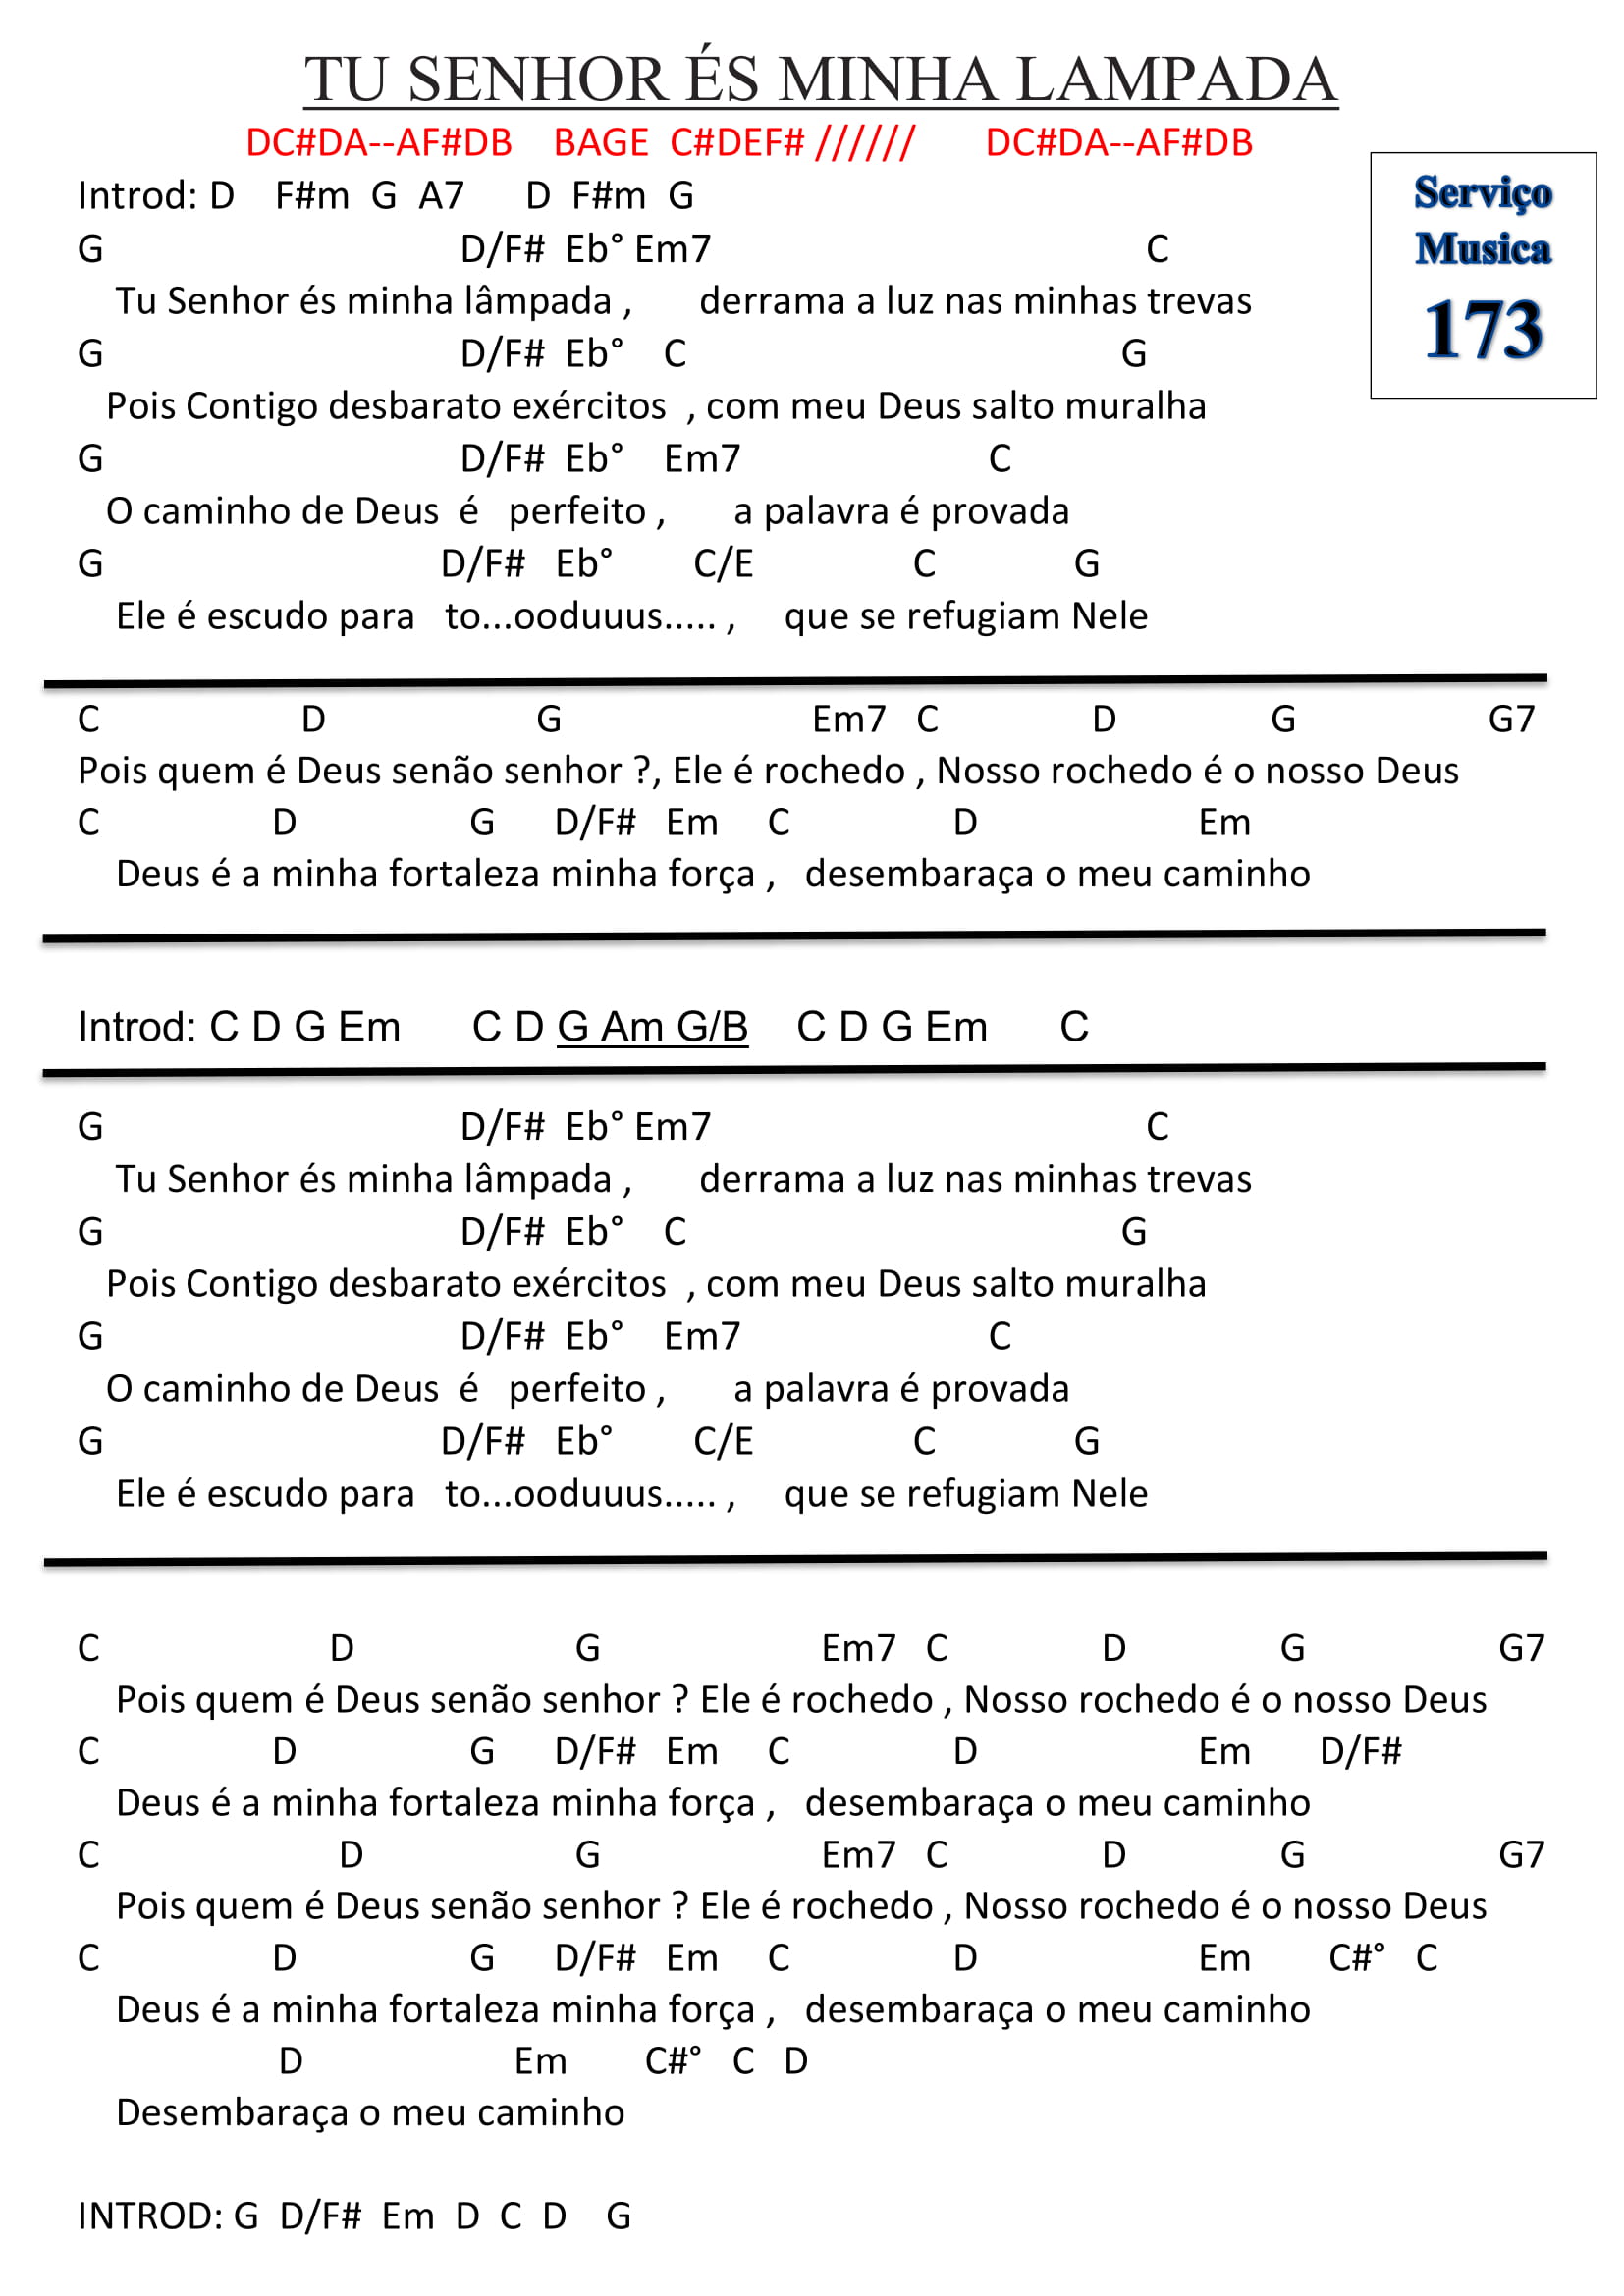 TU SENHOR ÉS MINHA LAMPADA
DC#DA--AF#DB    BAGE  C#DEF# //////       DC#DA--AF#DB
Serviço
Musica
173
Introd: D    F#m  G  A7      D  F#m  G
G                                    D/F#  Eb° Em7                                           C
Tu Senhor és minha lâmpada ,       derrama a luz nas minhas trevas
G                                    D/F#  Eb°    C                                           G
Pois Contigo desbarato exércitos  , com meu Deus salto muralha
G                                    D/F#  Eb°    Em7                         C
O caminho de Deus  é   perfeito ,       a palavra é provada
G                                  D/F#   Eb°        C/E                C              G
Ele é escudo para   to...ooduuus..... ,     que se refugiam Nele
C                    D                     G                         Em7   C               D               G                   G7
Pois quem é Deus senão senhor ?, Ele é rochedo , Nosso rochedo é o nosso Deus
C                 D                 G      D/F#   Em     C                D                      Em
Deus é a minha fortaleza minha força ,   desembaraça o meu caminho
Introd: C D G Em      C D G Am G/B    C D G Em      C
G                                    D/F#  Eb° Em7                                           C
Tu Senhor és minha lâmpada ,       derrama a luz nas minhas trevas
G                                    D/F#  Eb°    C                                           G
Pois Contigo desbarato exércitos  , com meu Deus salto muralha
G                                    D/F#  Eb°    Em7                         C
O caminho de Deus  é   perfeito ,       a palavra é provada
G                                  D/F#   Eb°        C/E                C              G
Ele é escudo para   to...ooduuus..... ,     que se refugiam Nele
C                       D                       G                      Em7   C               D               G                   G7
Pois quem é Deus senão senhor ? Ele é rochedo , Nosso rochedo é o nosso Deus
C                 D                 G      D/F#   Em     C                D                      Em       D/F#
Deus é a minha fortaleza minha força ,   desembaraça o meu caminho
C                        D                      G                      Em7   C               D               G                   G7
Pois quem é Deus senão senhor ? Ele é rochedo , Nosso rochedo é o nosso Deus
C                 D                 G      D/F#   Em     C                D                      Em        C#°   C
Deus é a minha fortaleza minha força ,   desembaraça o meu caminho
D                     Em        C#°   C   D
Desembaraça o meu caminho
INTROD: G  D/F#  Em  D  C  D    G